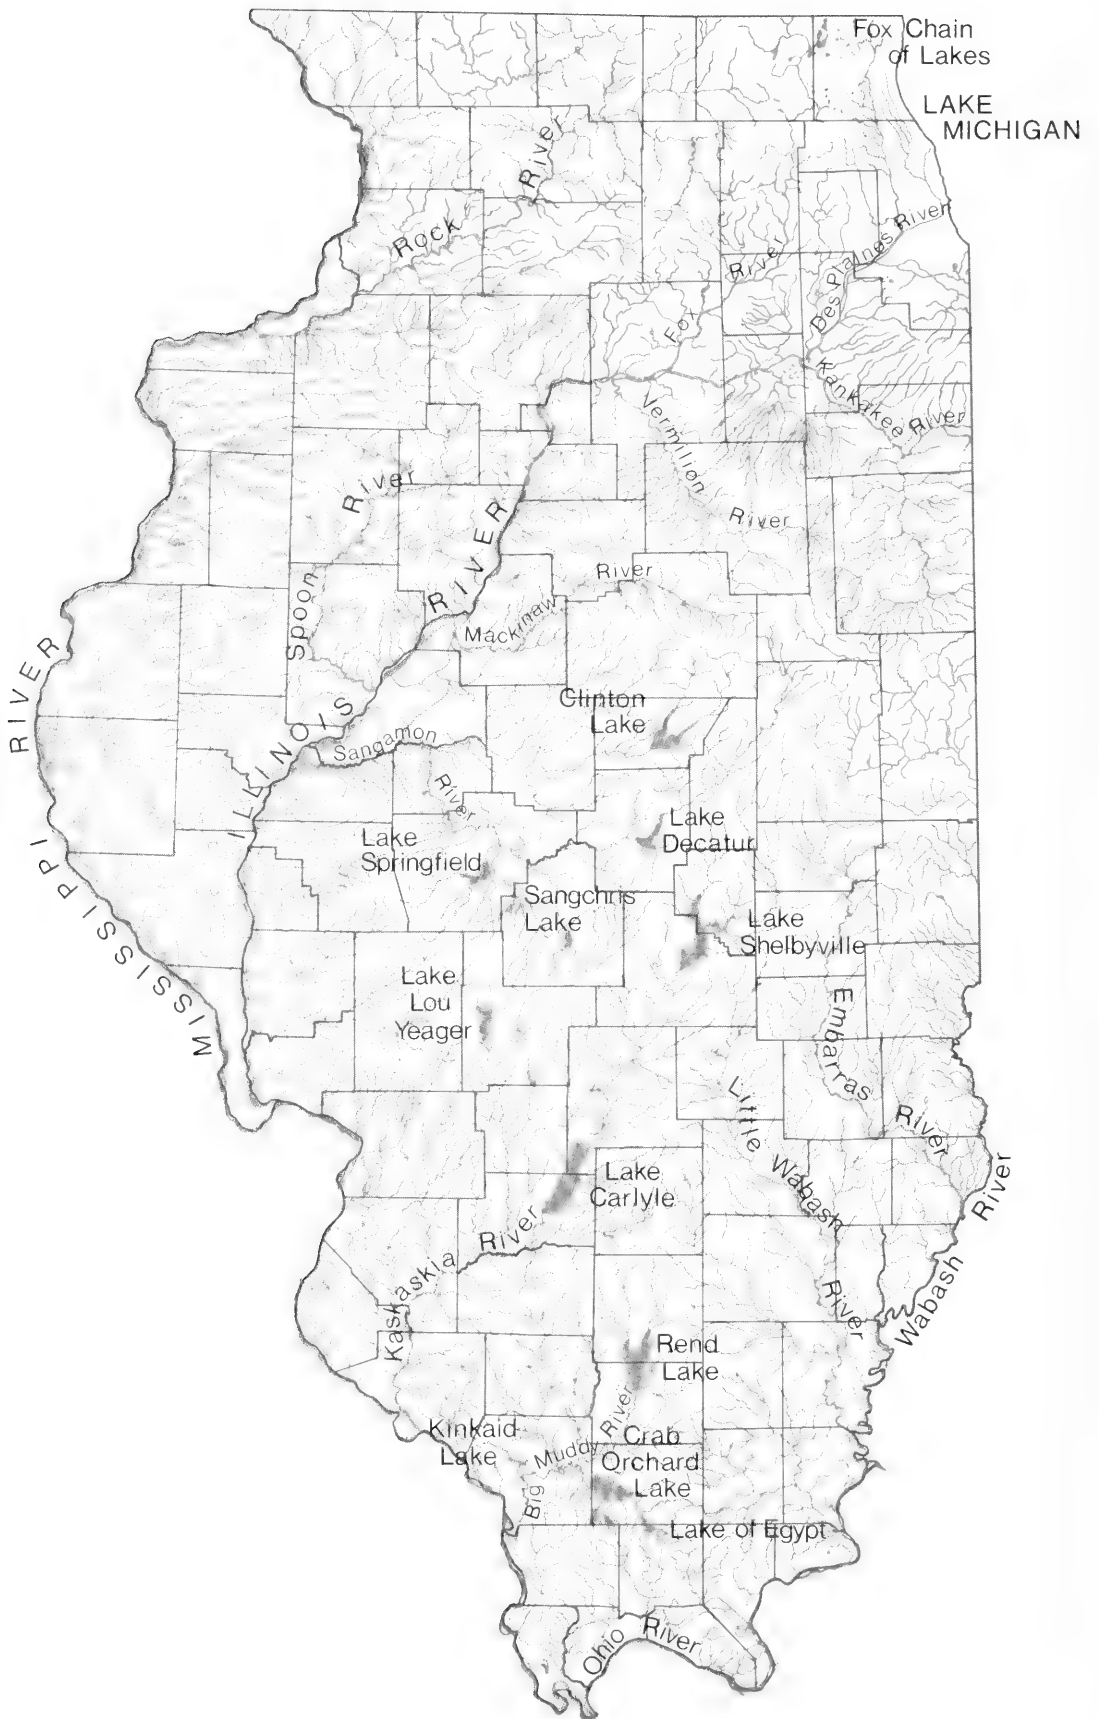 Fox Chain
of Lakes
LAKE
MICHIGAN
Rock River
Des Plaines River
Fox River
Kankakee River
Vermilion River
Spoon River
ILLINOIS RIVER
Mackinaw River
MISSISSIPPI RIVER
Clinton
Lake
Sangamon River
Lake
Decatur
Lake
Springfield
Sangchris
Lake
Lake
Shelbyville
Lake
Lou
Yeager
Embarras River
Little Wabash River
Lake
Carlyle
Kaskaskia River
Wabash River
Rend
Lake
Kinkaid
Lake
Big Muddy River
Crab
Orchard
Lake
Lake of Egypt
Ohio River